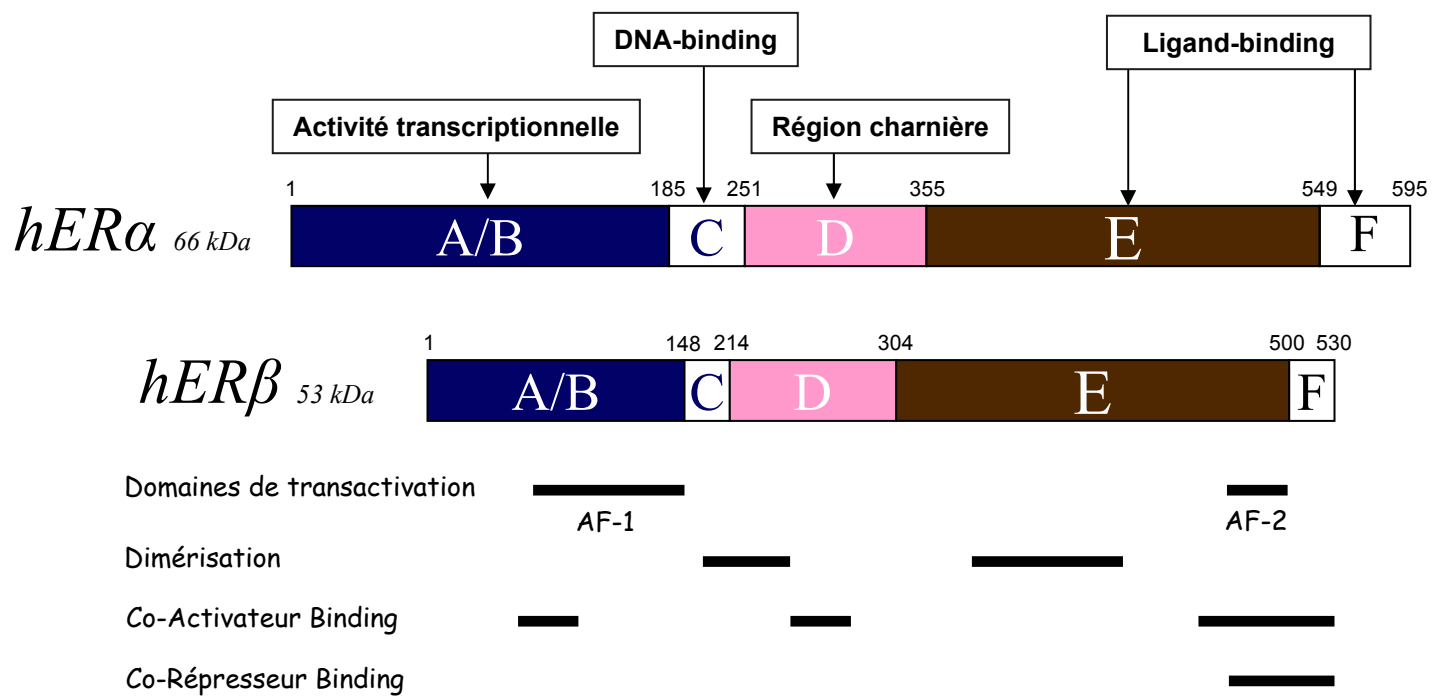 DNA-binding
Ligand-binding
Activité transcriptionnelle
Région charnière
1 185 251 355 549 595
hERα 66 kDa
A/B C D E F
1 148 214 304 500 530
hERβ 53 kDa
A/B C D E F
Domaines de transactivation
AF-1 AF-2
Dimérisation
Co-Activateur Binding
Co-Répresseur Binding